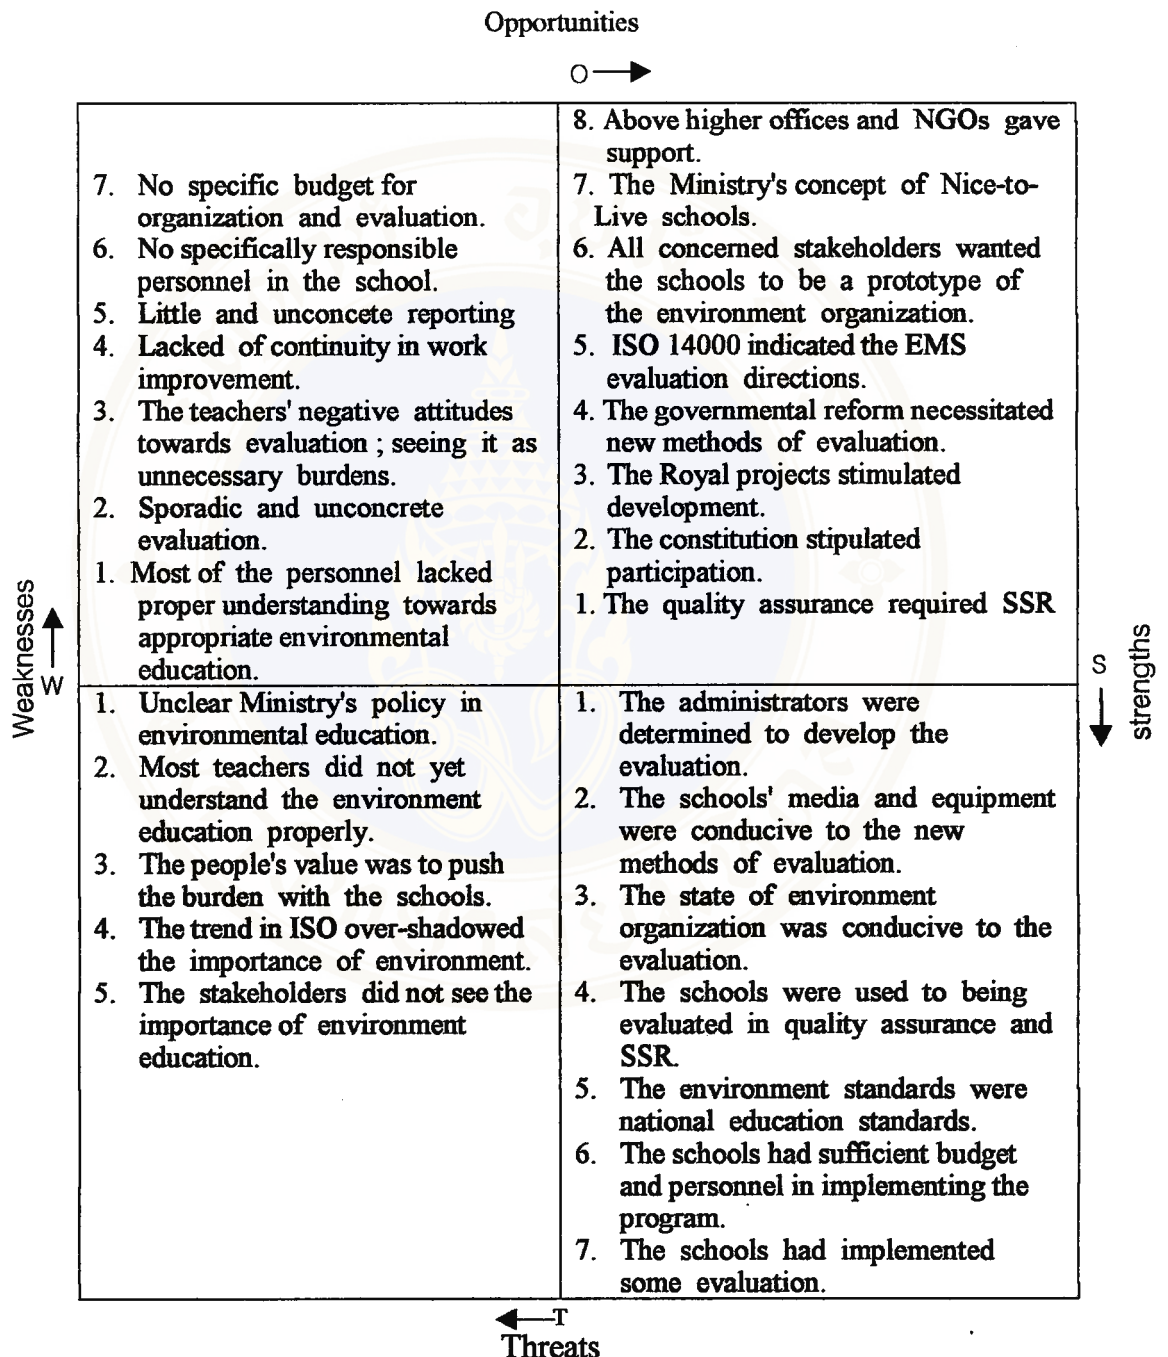 Opportunities
O
7. No specific budget for
organization and evaluation.
6. No specifically responsible
personnel in the school.
5. Little and unconcete reporting
4. Lacked of continuity in work
improvement.
3. The teachers' negative attitudes
towards evaluation ; seeing it as
unnecessary burdens.
2. Sporadic and unconcrete
evaluation.
1. Most of the personnel lacked
proper understanding towards
appropriate environmental
education.
8. Above higher offices and NGOs gave
support.
7. The Ministry's concept of Nice-to-
Live schools.
6. All concerned stakeholders wanted
the schools to be a prototype of
the environment organization.
5. ISO 14000 indicated the EMS
evaluation directions.
4. The governmental reform necessitated
new methods of evaluation.
3. The Royal projects stimulated
development.
2. The constitution stipulated
participation.
1. The quality assurance required SSR
Weaknesses
W
S
strengths
1. Unclear Ministry's policy in
environmental education.
2. Most teachers did not yet
understand the environment
education properly.
3. The people's value was to push
the burden with the schools.
4. The trend in ISO over-shadowed
the importance of environment.
5. The stakeholders did not see the
importance of environment
education.
1. The administrators were
determined to develop the
evaluation.
2. The schools' media and equipment
were conducive to the new
methods of evaluation.
3. The state of environment
organization was conducive to the
evaluation.
4. The schools were used to being
evaluated in quality assurance and
SSR.
5. The environment standards were
national education standards.
6. The schools had sufficient budget
and personnel in implementing the
program.
7. The schools had implemented
some evaluation.
T
Threats